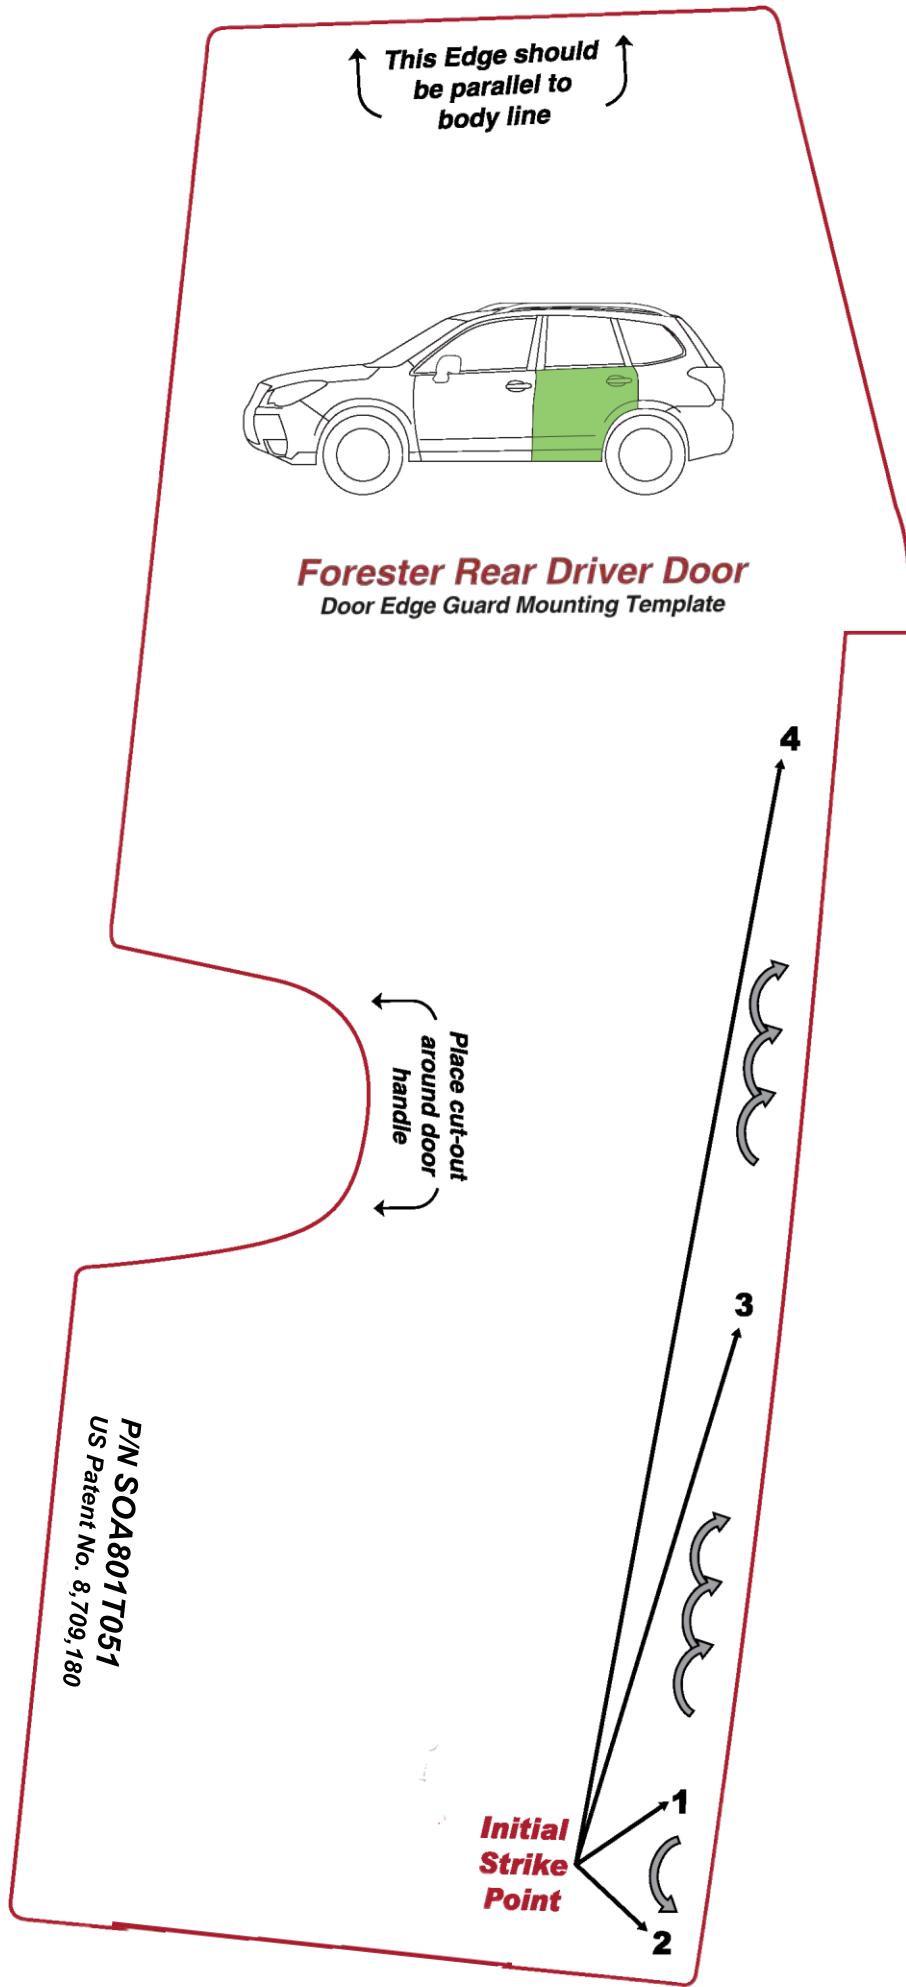 This Edge should
be parallel to
body line
Forester Rear Driver Door
Door Edge Guard Mounting Template
4
Place cut-out
around door
handle
3
P/N SOA801T051
US Patent No. 8,709,180
1
Initial
Strike
Point
2